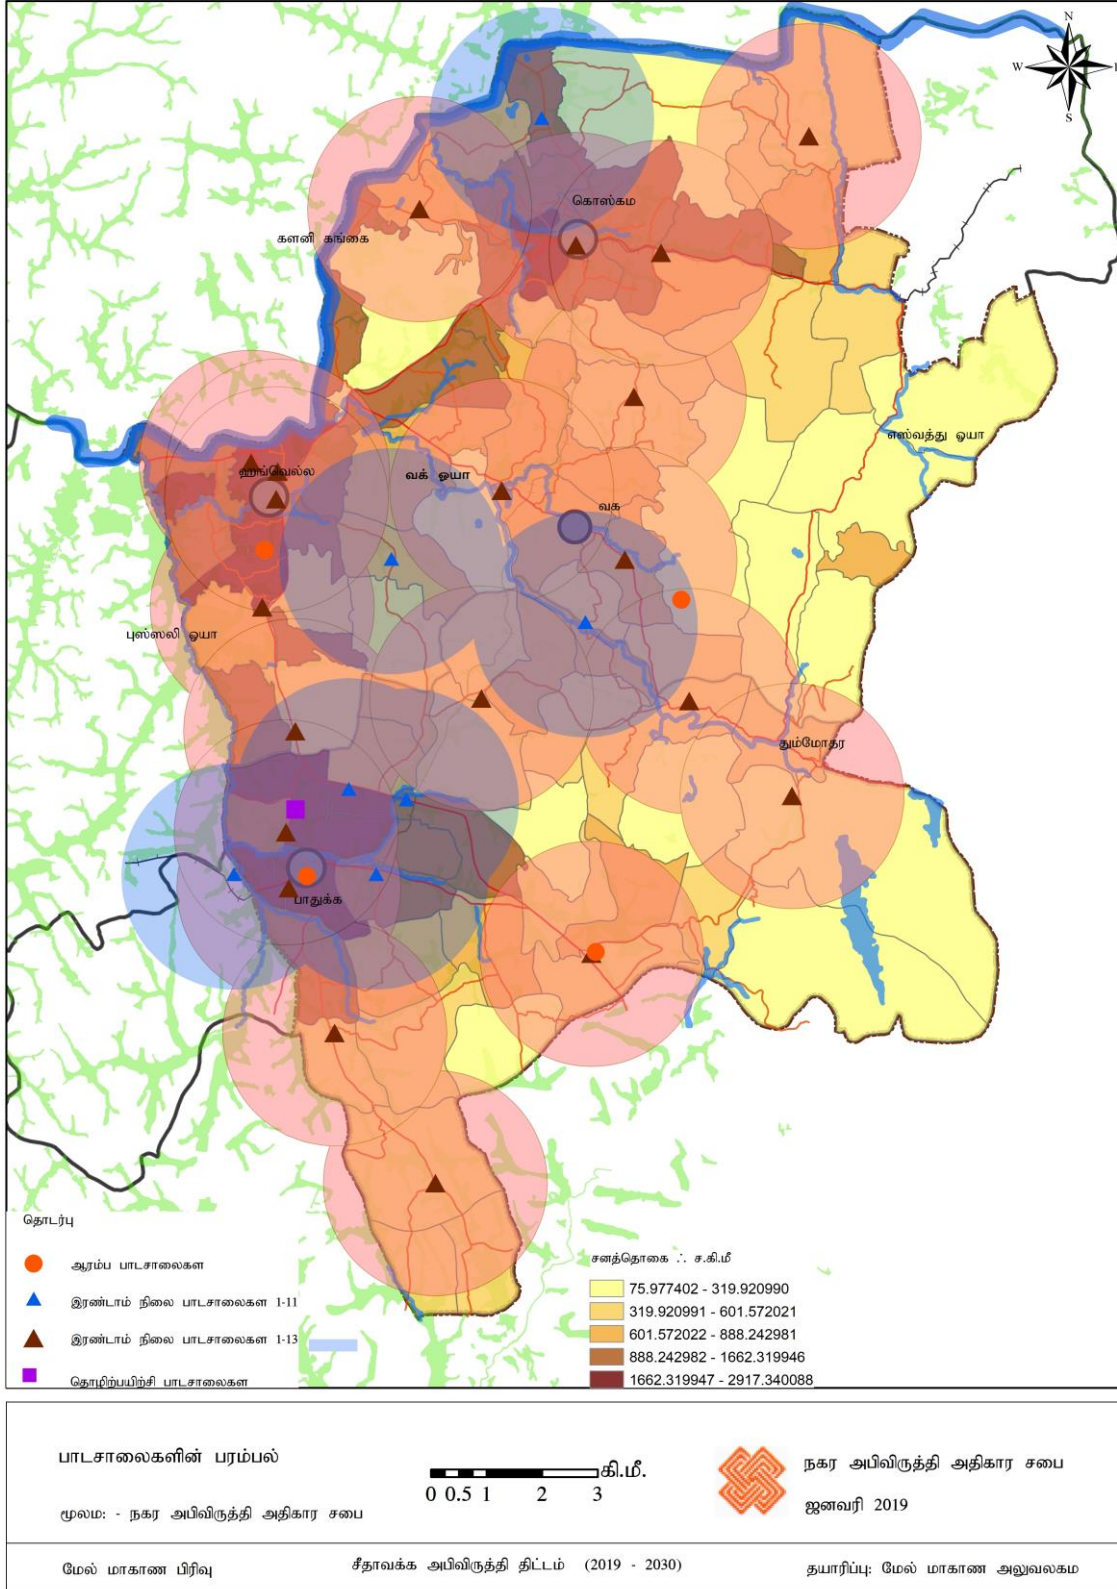 N
W
E
S
கொஸ்கம
களனி கங்கை
எஸ்வத்து ஓயா
வக் ஓயா
ஹங்வெல்ல
வக
புஸ்ஸலி ஓயா
தும்மோதர
பாதுக்க
தொடர்பு
ஆரம்ப பாடசாலைகள
இரண்டாம் நிலை பாடசாலைகள 1-11
இரண்டாம் நிலை பாடசாலைகள 1-13
தொழிற்பயிற்சி பாடசாலைகள
சனத்தொகை ஃ ச.கி.மீ
75.977402 - 319.920990
319.920991 - 601.572021
601.572022 - 888.242981
888.242982 - 1662.319946
1662.319947 - 2917.340088
பாடசாலைகளின் பரம்பல்
மூலம: - நகர அபிவிருத்தி அதிகார சபை
கி.மீ.
0 0.5 1 2 3
நகர அபிவிருத்தி அதிகார சபை
ஜனவரி 2019
மேல் மாகாண பிரிவு
சீதாவக்க அபிவிருத்தி திட்டம் (2019 - 2030)
தயாரிப்பு: மேல் மாகாண அலுவலகம